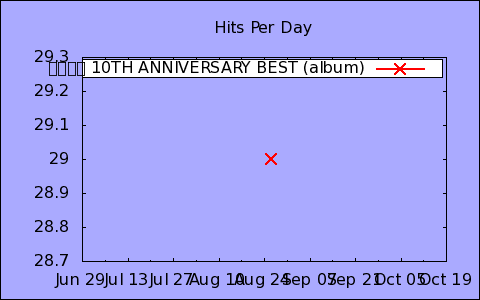 Hits Per Day
10TH ANNIVERSARY BEST (album)
29.3
29.2
29.1
29
28.9
28.8
28.7
Jun 29 Jul 13 Jul 27 Aug 10 Aug 24 Sep 07 Sep 21 Oct 05 Oct 19